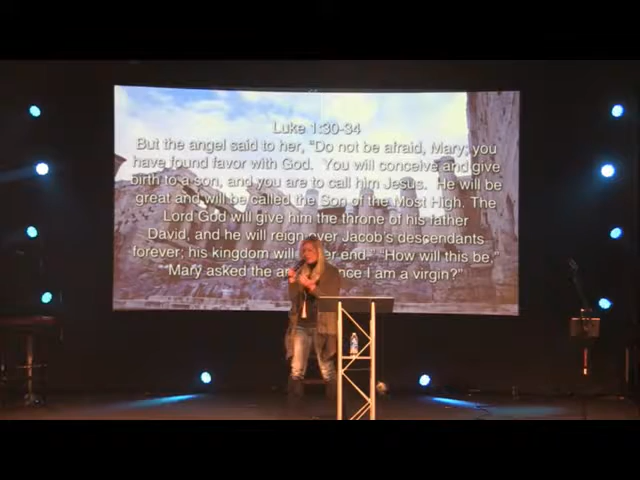 Luke 1:30-34
But the angel said to her, "Do not be afraid, Mary; you
have found favor with God. You will conceive and give
birth to a son, and you are to call him Jesus. He will be
great and will be called the Son of the Most High. The
Lord God will give him the throne of his father
David, and he will reign over Jacob's descendants
forever; his kingdom will end." "How will this be,"
Mary asked the I am a virgin?"